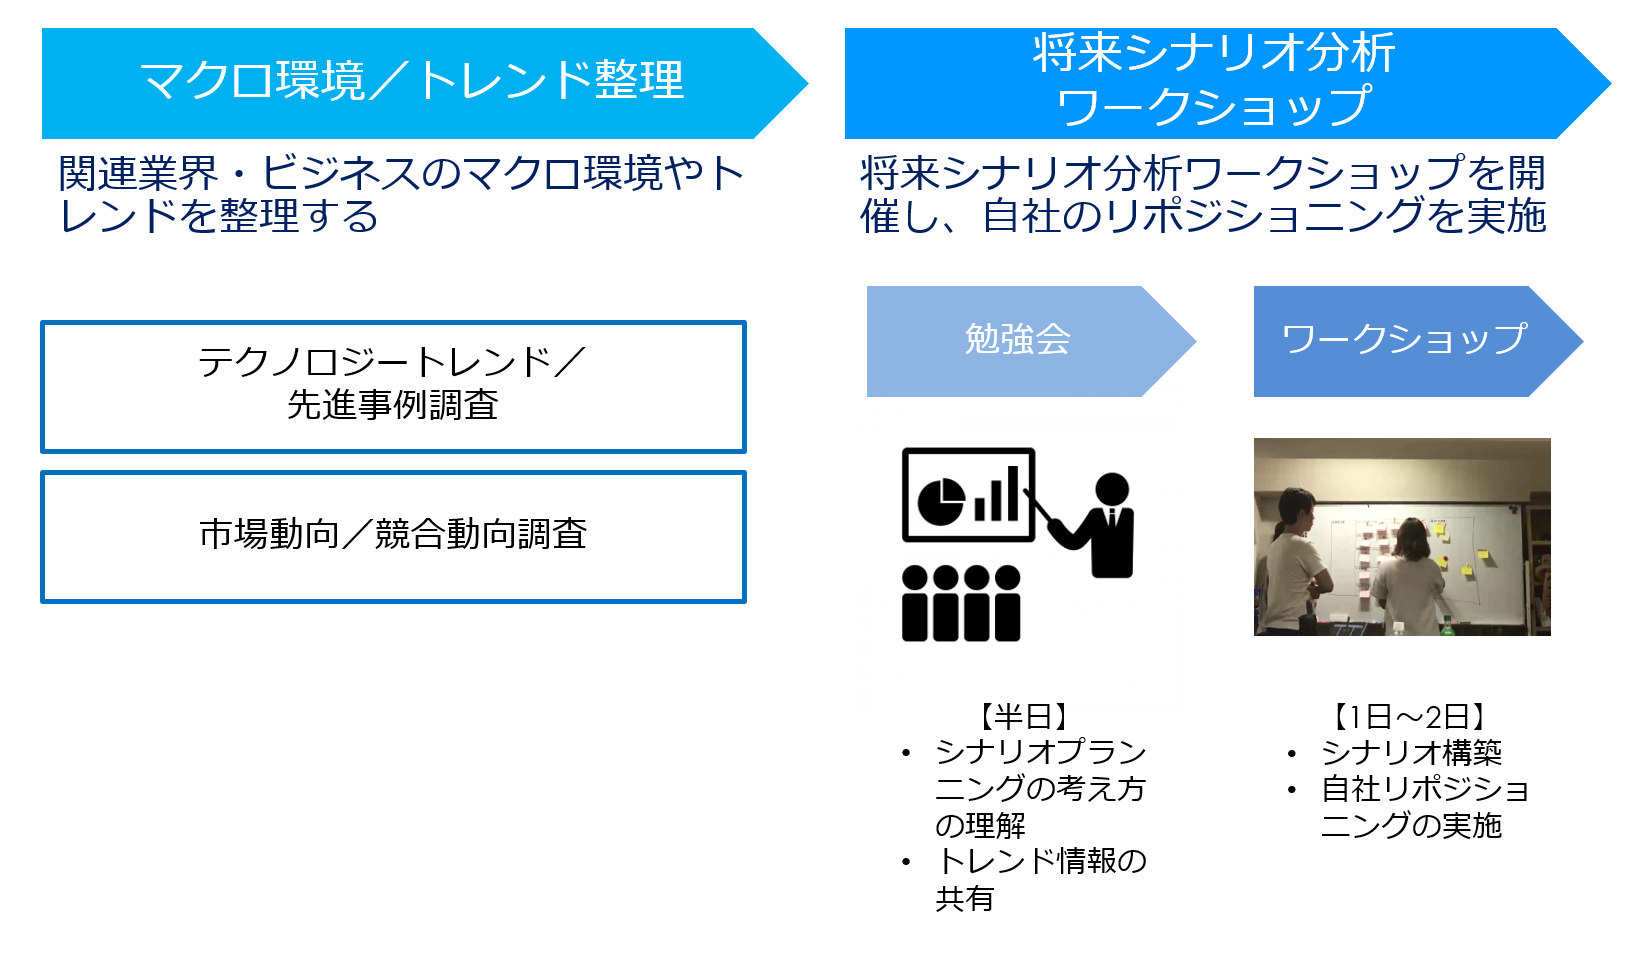 マクロ環境／トレンド整理
関連業界・ビジネスのマクロ環境やト
レンドを整理する
テクノロジートレンド／
先進事例調査
市場動向／競合動向調査
将来シナリオ分析
ワークショップ
将来シナリオ分析ワークショップを開
催し、自社のリポジショニングを実施
勉強会
【半日】
• シナリオプラン
ニングの考え方
の理解
• トレンド情報の
共有
ワークショップ
【1日～2日】
• シナリオ構築
• 自社リポジショ
ニングの実施